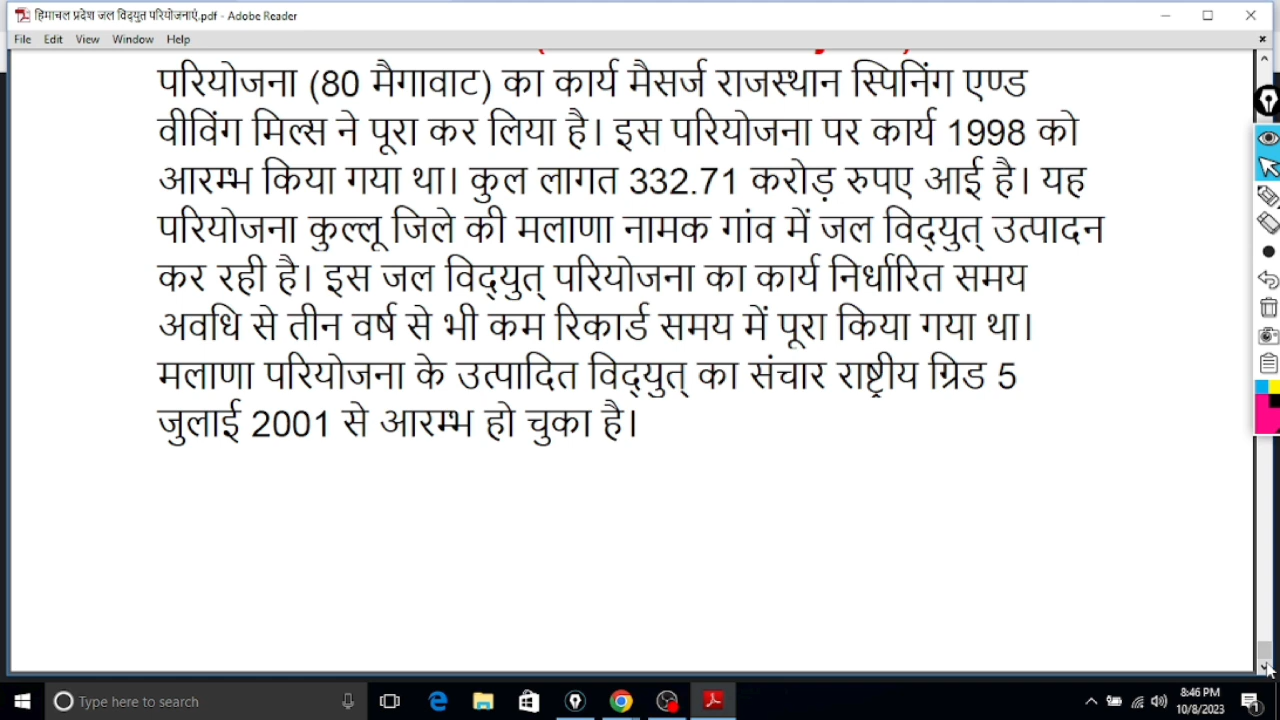 हिमाचल प्रदेश जल विद्युत परियोजनाएं.pdf - Adobe Reader
File Edit View Window Help
परियोजना (80 मैगावाट) का कार्य मैसर्ज राजस्थान स्पिनिंग एण्ड
वीविंग मिल्स ने पूरा कर लिया है। इस परियोजना पर कार्य 1998 को
आरम्भ किया गया था। कुल लागत 332.71 करोड़ रुपए आई है। यह
परियोजना कुल्लू जिले की मलाणा नामक गांव में जल विद्युत् उत्पादन
कर रही है। इस जल विद्युत् परियोजना का कार्य निर्धारित समय
अवधि से तीन वर्ष से भी कम रिकार्ड समय में पूरा किया गया था।
मलाणा परियोजना के उत्पादित विद्युत् का संचार राष्ट्रीय ग्रिड 5
जुलाई 2001 से आरम्भ हो चुका है।
Type here to search
8:46 PM
10/8/2023
1